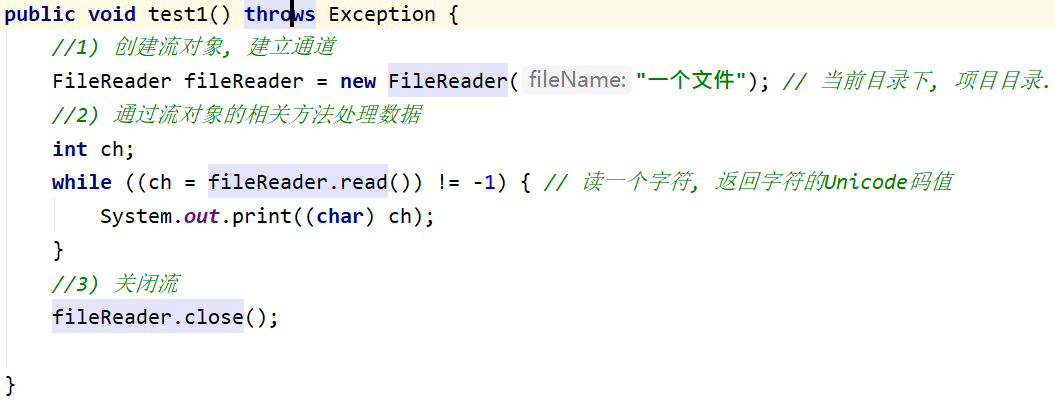 public void test1() throws Exception {
//1) 创建流对象, 建立通道
FileReader fileReader = new FileReader( fileName: "一个文件"); // 当前目录下, 项目目录.
//2) 通过流对象的相关方法处理数据
int ch;
while ((ch = fileReader.read()) != -1) { // 读一个字符, 返回字符的Unicode码值
System.out.print((char) ch);
}
//3) 关闭流
fileReader.close();
}